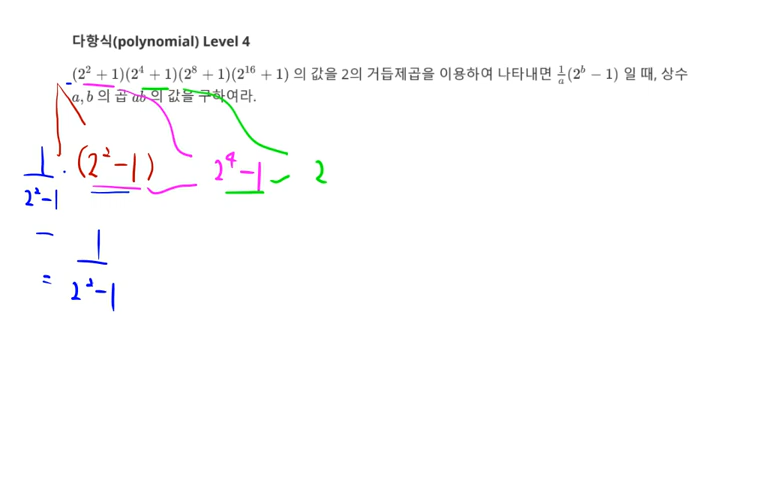 다항식(polynomial) Level 4
(2² + 1)(2⁴ + 1)(2⁸ + 1)(2¹⁶ + 1) 의 값을 2의 거듭제곱을 이용하여 나타내면 1/a(2ᵇ − 1) 일 때, 상수
a, b 의 곱 ab 의 값을 구하여라.
1/(2²−1) · (2²−1) 2⁴−1 2
= 1/(2²−1)